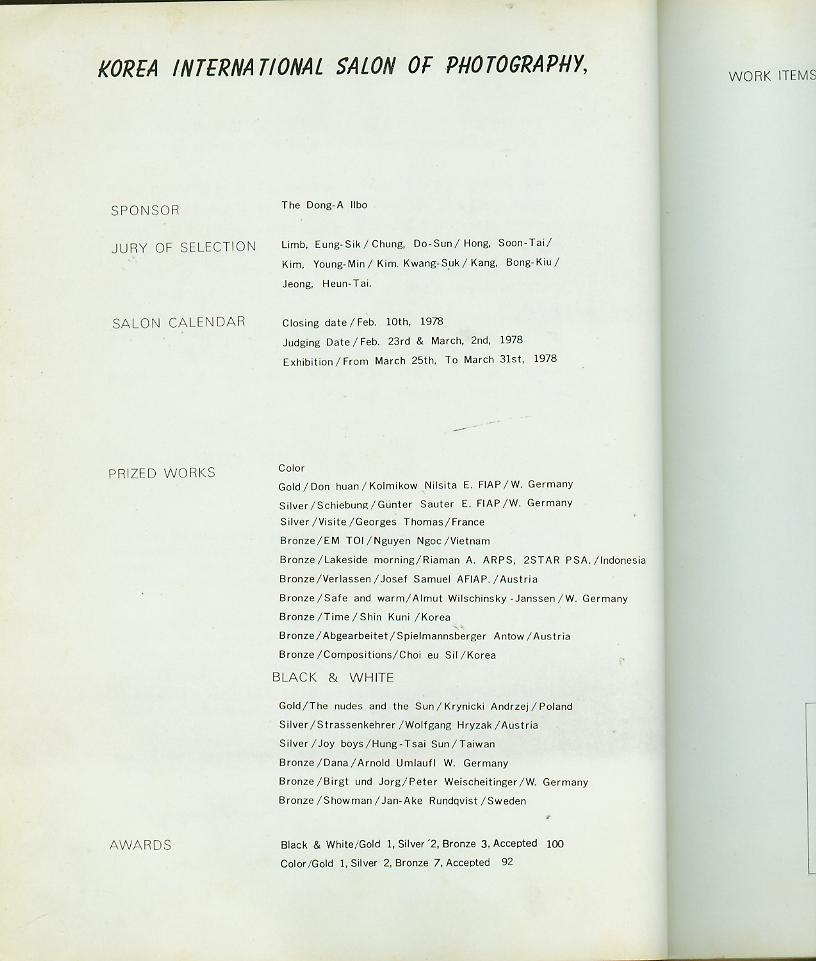 KOREA INTERNATIONAL SALON OF PHOTOGRAPHY,
WORK ITEMS
SPONSOR The Dong-A Ilbo
JURY OF SELECTION Limb, Eung-Sik / Chung, Do-Sun / Hong, Soon-Tai /
Kim, Young-Min / Kim. Kwang-Suk / Kang, Bong-Kiu /
Jeong, Heun-Tai.
SALON CALENDAR Closing date / Feb. 10th, 1978
Judging Date / Feb. 23rd & March, 2nd, 1978
Exhibition / From March 25th, To March 31st, 1978
PRIZED WORKS Color
Gold / Don huan / Kolmikow Nilsita E. FIAP / W. Germany
Silver / Schiebung / Günter Sauter E. FIAP / W. Germany
Silver / Visite / Georges Thomas / France
Bronze / EM TOI / Nguyen Ngoc / Vietnam
Bronze / Lakeside morning / Riaman A. ARPS, 2STAR PSA. / Indonesia
Bronze / Verlassen / Josef Samuel AFIAP. / Austria
Bronze / Safe and warm / Almut Wilschinsky - Janssen / W. Germany
Bronze / Time / Shin Kuni / Korea
Bronze / Abgearbeitet / Spielmannsberger Antow / Austria
Bronze / Compositions / Choi eu Sil / Korea
BLACK & WHITE
Gold / The nudes and the Sun / Krynicki Andrzej / Poland
Silver / Strassenkehrer / Wolfgang Hryzak / Austria
Silver / Joy boys / Hung-Tsai Sun / Taiwan
Bronze / Dana / Arnold Umlaufl W. Germany
Bronze / Birgt und Jorg / Peter Weischeitinger / W. Germany
Bronze / Showman / Jan-Ake Rundqvist / Sweden
AWARDS Black & White/Gold 1, Silver 2, Bronze 3, Accepted 100
Color/Gold 1, Silver 2, Bronze 7, Accepted 92